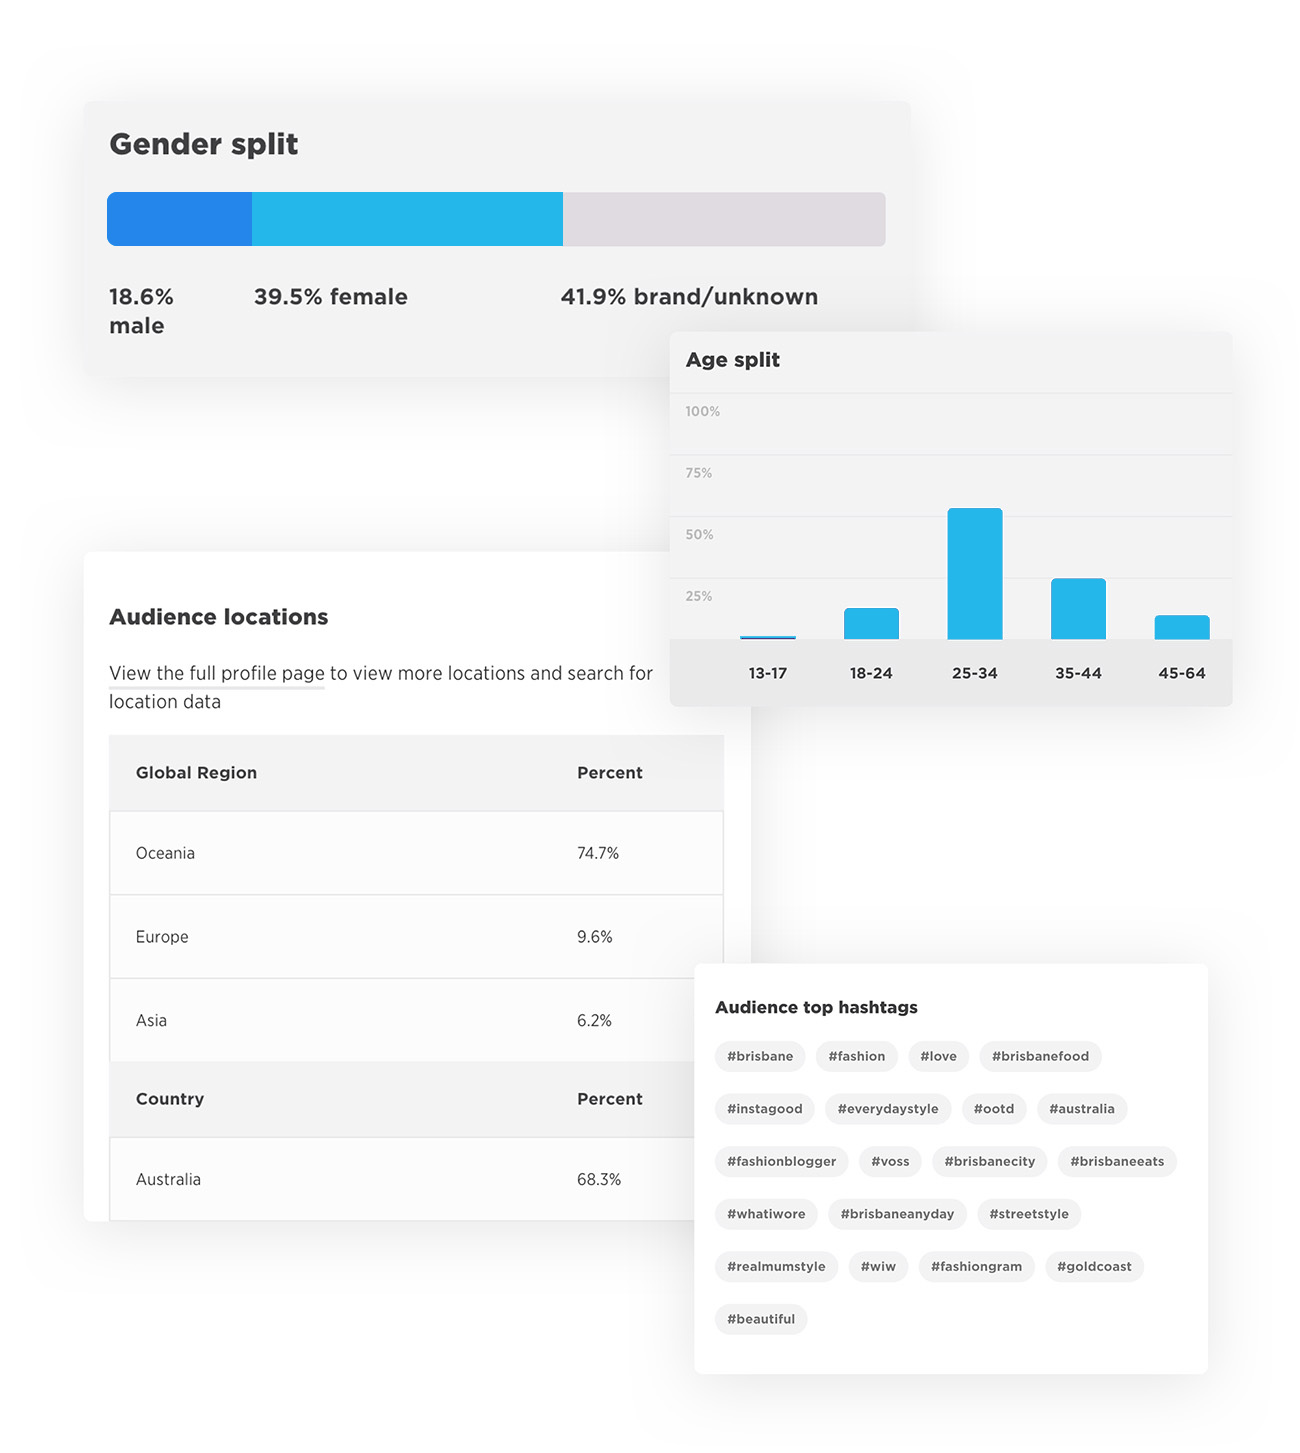 Gender split
18.6% male
39.5% female
41.9% brand/unknown
Age split
100%
75%
50%
25%
13-17 18-24 25-34 35-44 45-64
Audience locations
View the full profile page to view more locations and search for
location data
Global Region Percent
Oceania 74.7%
Europe 9.6%
Asia 6.2%
Country Percent
Australia 68.3%
Audience top hashtags
#brisbane #fashion #love #brisbanefood
#instagood #everydaystyle #ootd #australia
#fashionblogger #voss #brisbanecity #brisbaneeats
#whatiwore #brisbaneanyday #streetstyle
#realmumstyle #wiw #fashiongram #goldcoast
#beautiful